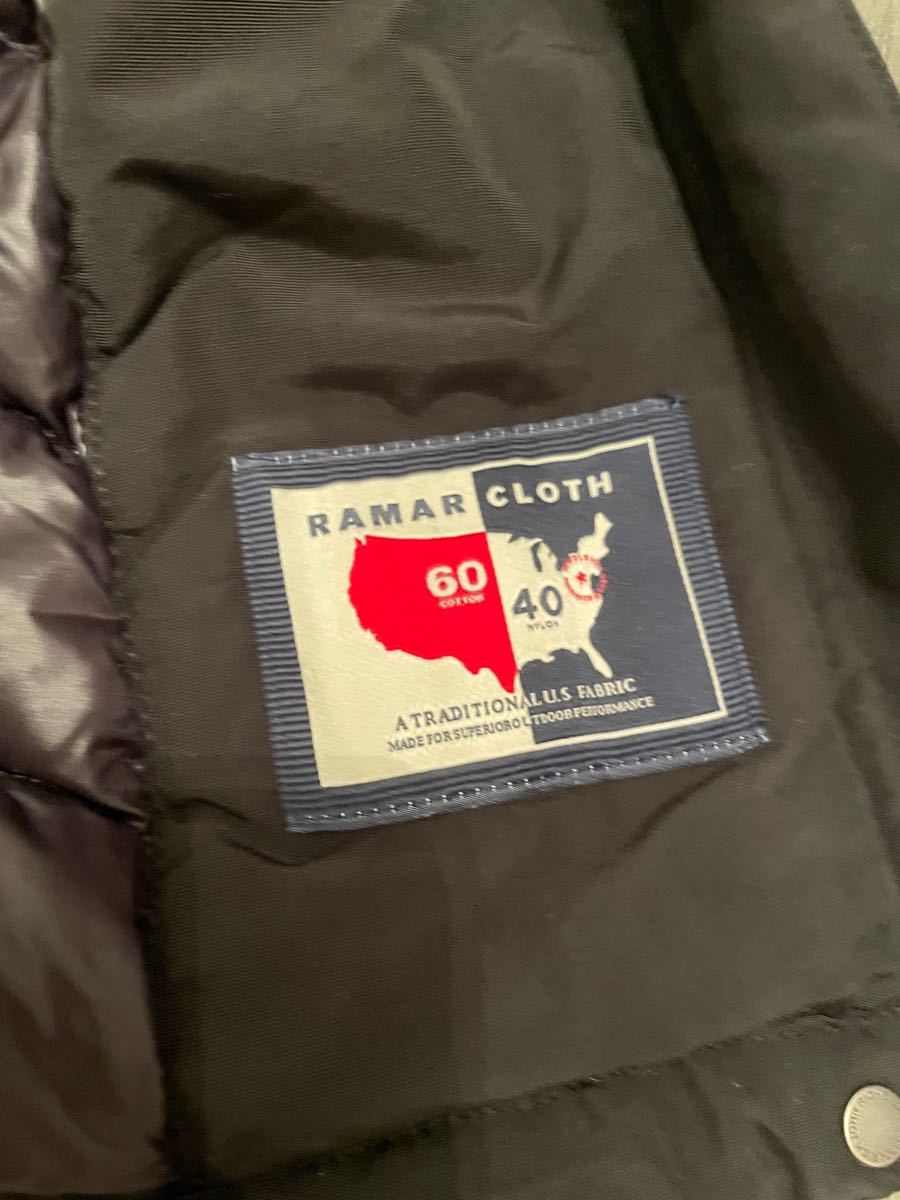 RAMAR CLOTH
60
COTTON
40
NYLON
A TRADITIONAL U.S. FABRIC
MADE FOR SUPERIOR OUTDOOR PERFORMANCE